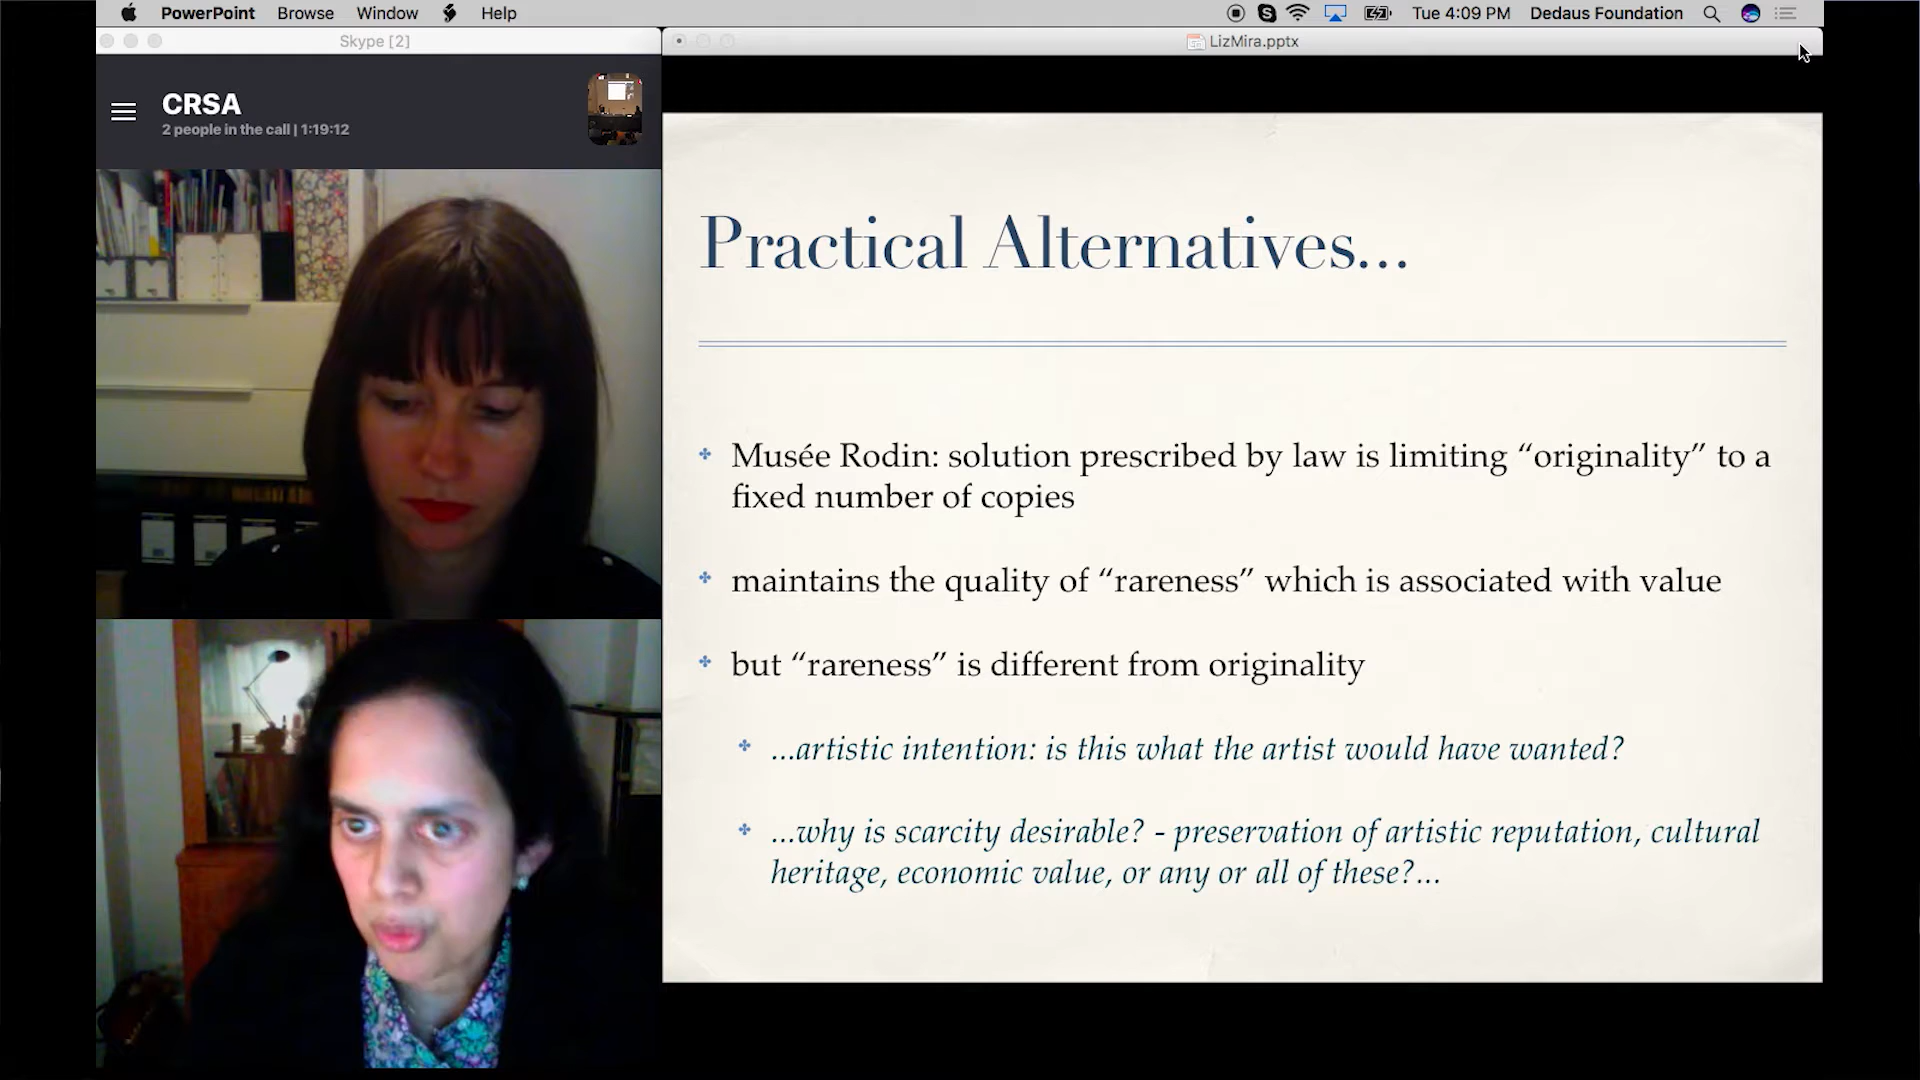 PowerPoint Browse Window Help
Tue 4:09 PM Dedaus Foundation
Skype [2]
LizMira.pptx
CRSA
2 people in the call | 1:19:12
Practical Alternatives...
Musée Rodin: solution prescribed by law is limiting “originality” to a
fixed number of copies
maintains the quality of “rareness” which is associated with value
but “rareness” is different from originality
...artistic intention: is this what the artist would have wanted?
...why is scarcity desirable? - preservation of artistic reputation, cultural
heritage, economic value, or any or all of these?...